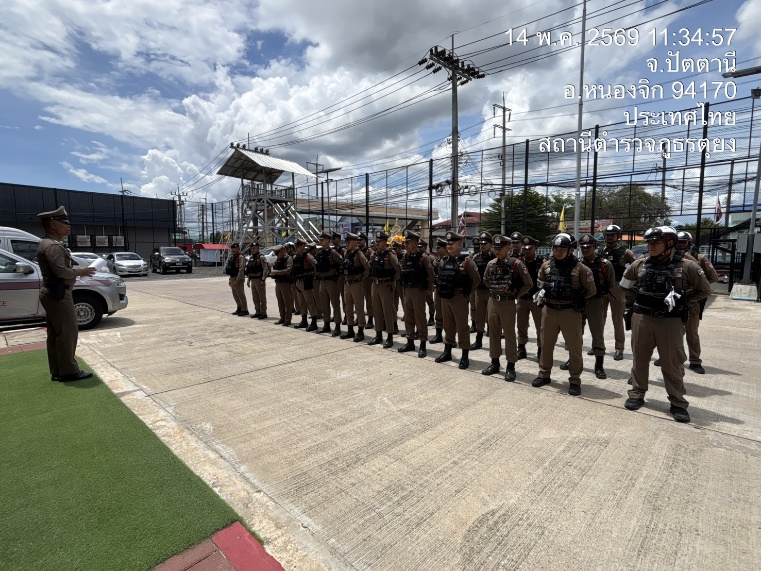 14 พ.ค. 2569 11:34:57
จ.ปัตตานี
อ.หนองจิก 94170
ประเทศไทย
สถานีตำรวจภูธรตยง